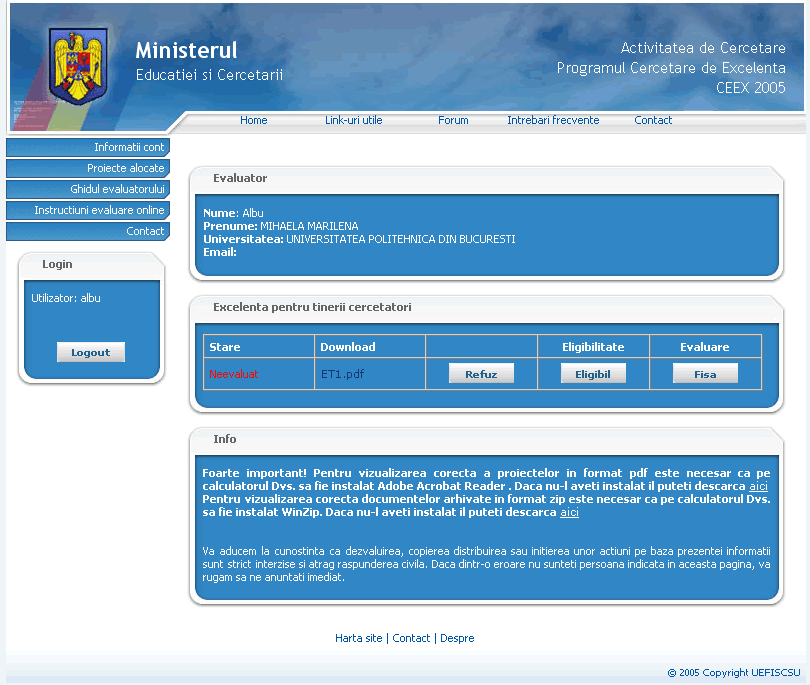 Ministerul
Educatiei si Cercetarii
Activitatea de Cercetare
Programul Cercetare de Excelenta
CEEX 2005
Home Link-uri utile Forum Intrebari frecvente Contact
Informatii cont
Proiecte alocate
Ghidul evaluatorului
Instructiuni evaluare online
Contact
Login
Utilizator: albu
Logout
Evaluator
Nume: Albu
Prenume: MIHAELA MARILENA
Universitatea: UNIVERSITATEA POLITEHNICA DIN BUCURESTI
Email:
Excelenta pentru tinerii cercetatori
Stare Download Eligibilitate Evaluare
Neevaluat ET1.pdf Refuz Eligibil Fisa
Info
Foarte important! Pentru vizualizarea corecta a proiectelor in format pdf este necesar ca pe
calculatorul Dvs. sa fie instalat Adobe Acrobat Reader . Daca nu-l aveti instalat il puteti descarca aici
Pentru vizualizarea corecta documentelor arhivate in format zip este necesar ca pe calculatorul Dvs.
sa fie instalat WinZip. Daca nu-l aveti instalat il puteti descarca aici
Va aducem la cunostinta ca dezvaluirea, copierea distribuirea sau initierea unor actiuni pe baza prezentei informatii
sunt strict interzise si atrag raspunderea civila. Daca dintr-o eroare nu sunteti persoana indicata in aceasta pagina, va
rugam sa ne anuntati imediat.
Harta site | Contact | Despre
© 2005 Copyright UEFISCSU